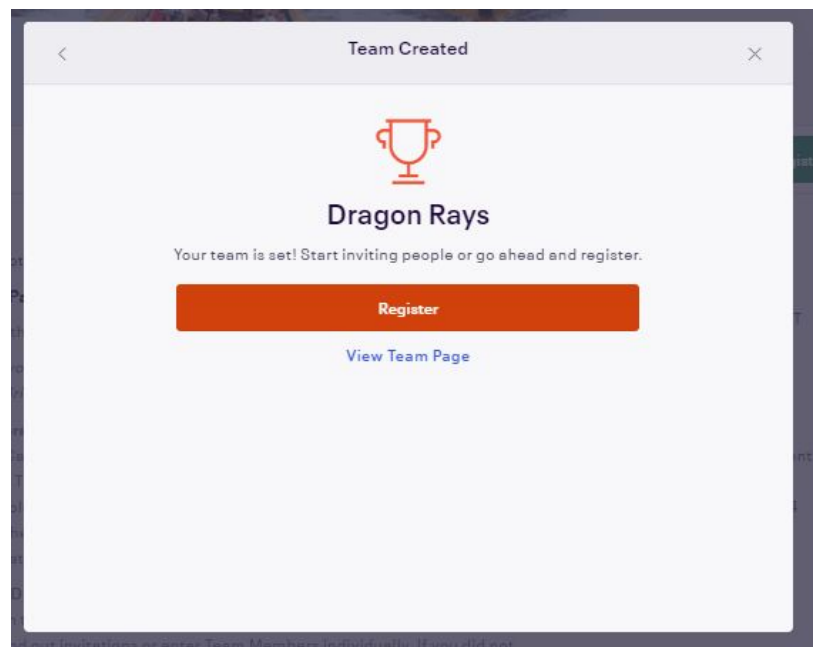 Team Created
Dragon Rays
Your team is set! Start inviting people or go ahead and register.
Register
View Team Page